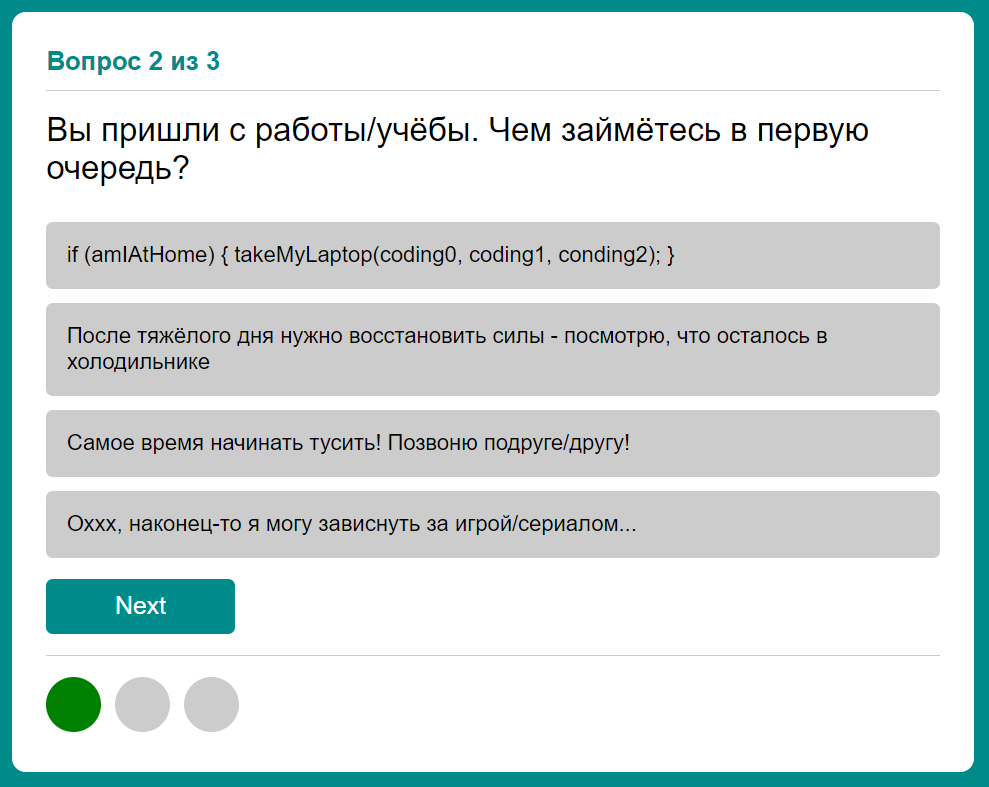 Вопрос 2 из 3
Вы пришли с работы/учёбы. Чем займётесь в первую
очередь?
if (amIAtHome) { takeMyLaptop(coding0, coding1, conding2); }
После тяжёлого дня нужно восстановить силы - посмотрю, что осталось в
холодильнике
Самое время начинать тусить! Позвоню подруге/другу!
Оххх, наконец-то я могу зависнуть за игрой/сериалом...
Next